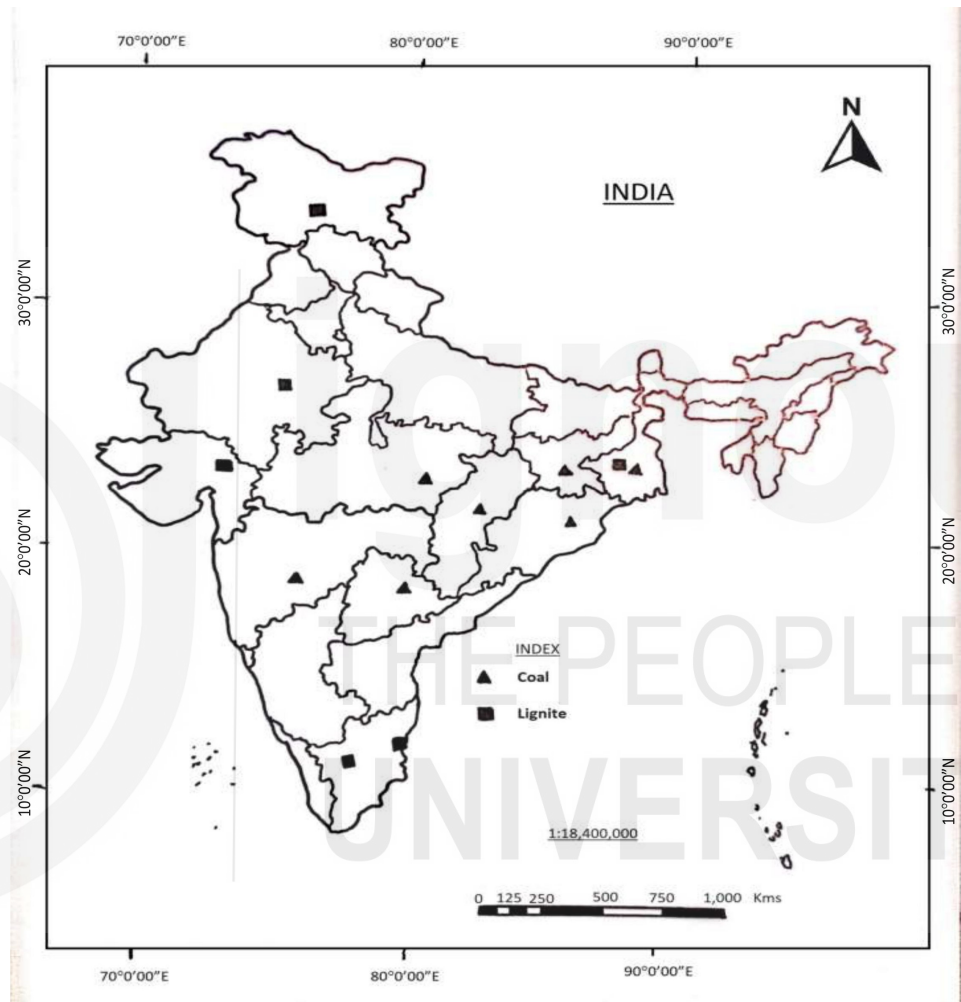 70°0'00"E 80°0'00"E 90°0'00"E
N
INDIA
30°0'00"N
30°0'00"N
20°0'00"N
20°0'00"N
10°0'00"N
10°0'00"N
ignou
THE PEOPLE
UNIVERSIT
INDEX
Coal
Lignite
1:18,400,000
0 125 250 500 750 1,000 Kms
70°0'00"E 80°0'00"E 90°0'00"E